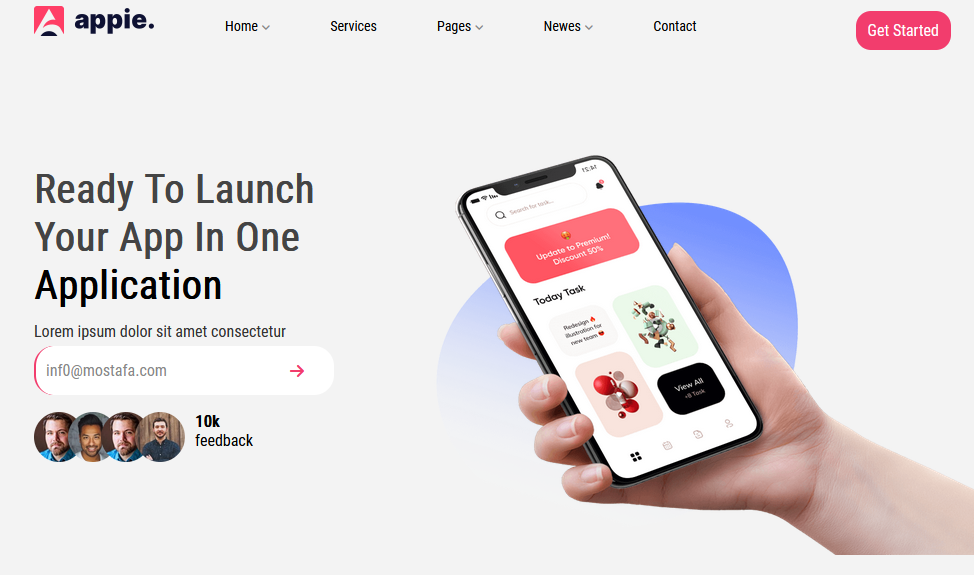 appie.
Home
Services
Pages
Newes
Contact
Get Started
Ready To Launch
Your App In One
Application
Lorem ipsum dolor sit amet consectetur
inf0@mostafa.com
10k
feedback
14:21
Search for task...
Update to Premium!
Discount 50%
Today Task
Redesign 🔥
illustration for
new team
View All
+8 Task